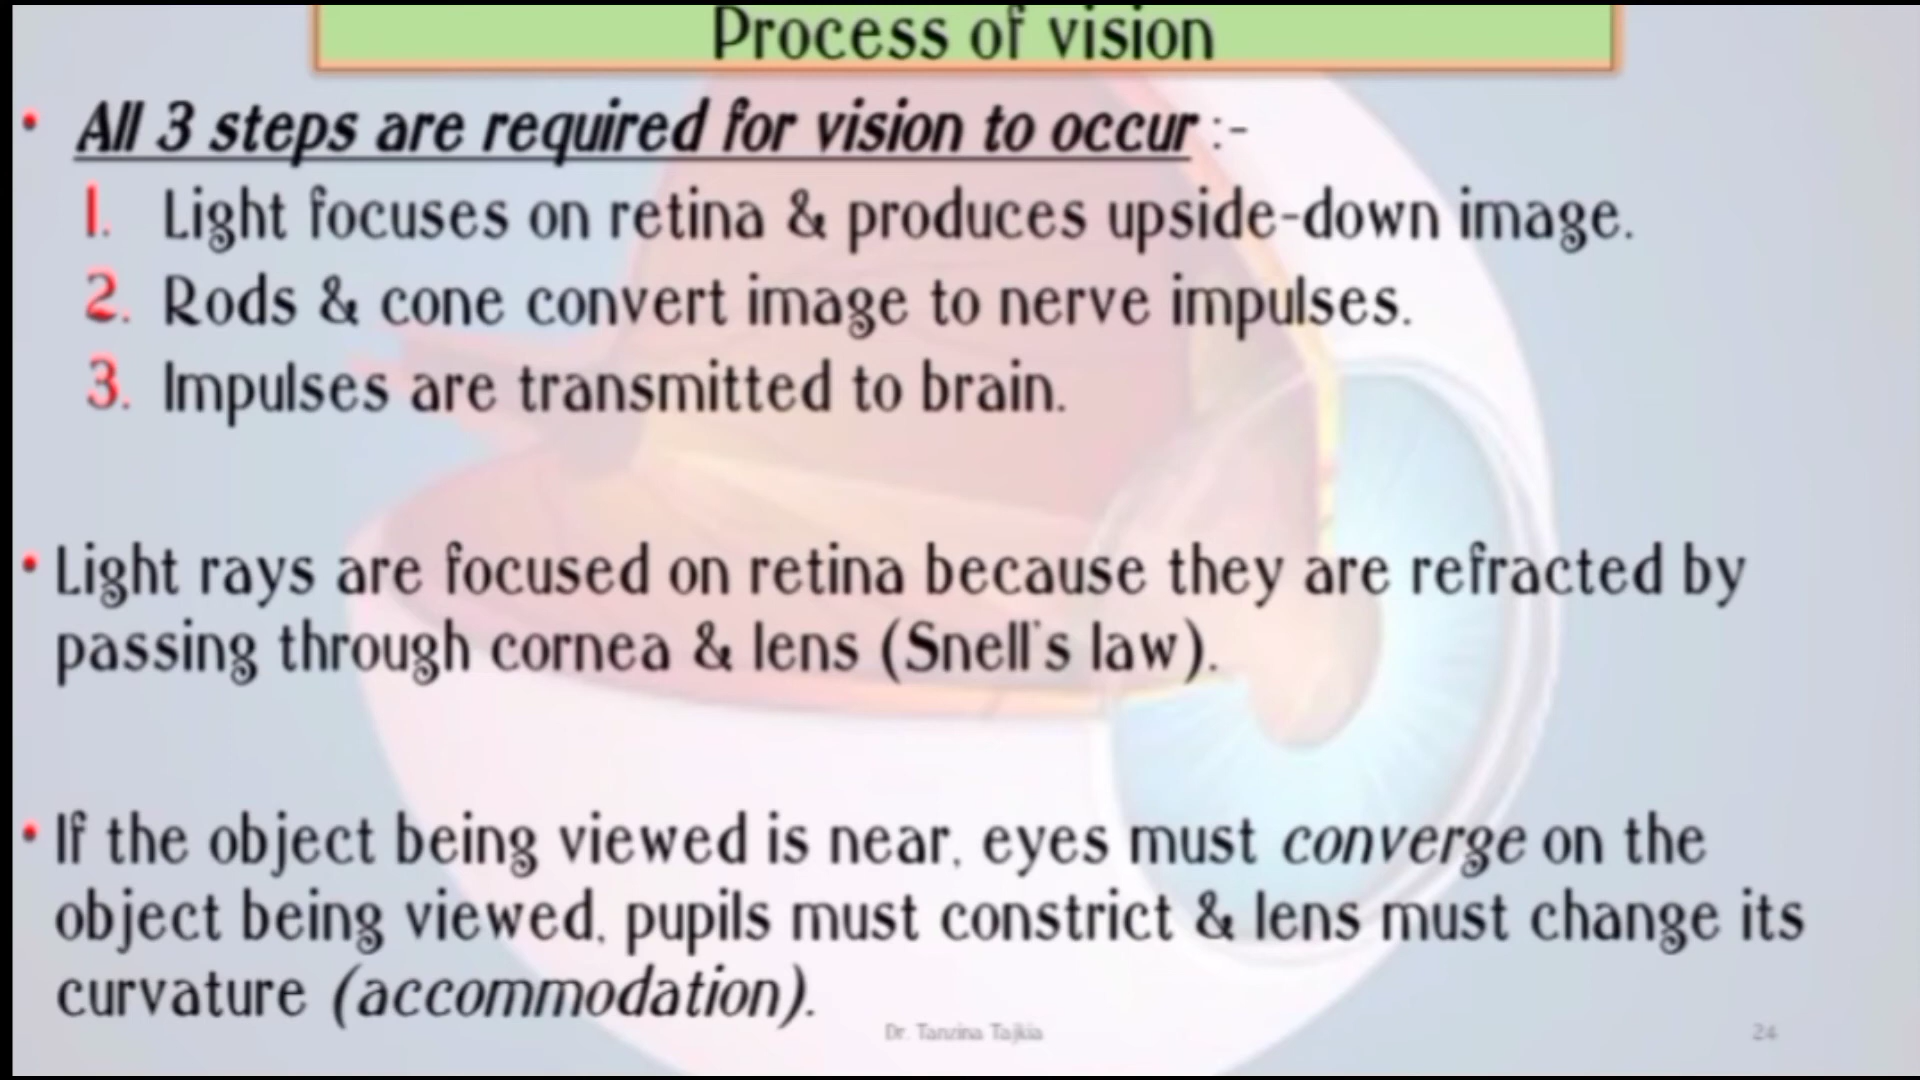 Process of vision
• All 3 steps are required for vision to occur :-
1. Light focuses on retina & produces upside-down image.
2. Rods & cone convert image to nerve impulses.
3. Impulses are transmitted to brain.
• Light rays are focused on retina because they are refracted by
passing through cornea & lens (Snell's law).
• If the object being viewed is near, eyes must converge on the
object being viewed, pupils must constrict & lens must change its
curvature (accommodation).
Dr. Tanzina Tajkia
24